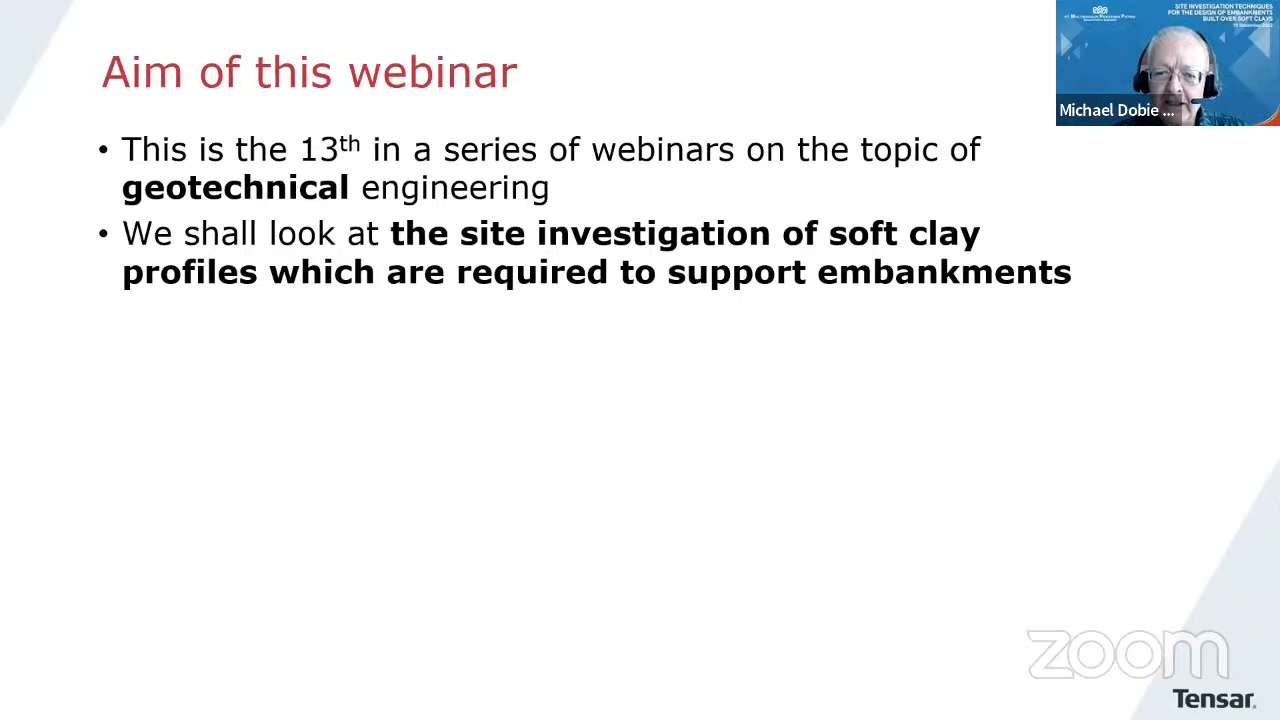 Aim of this webinar
• This is the 13th in a series of webinars on the topic of
geotechnical engineering
• We shall look at the site investigation of soft clay
profiles which are required to support embankments
SITE INVESTIGATION TECHNIQUES
FOR THE DESIGN OF EMBANKMENTS
BUILT OVER SOFT CLAYS
Michael Dobie ...
zoom
Tensar